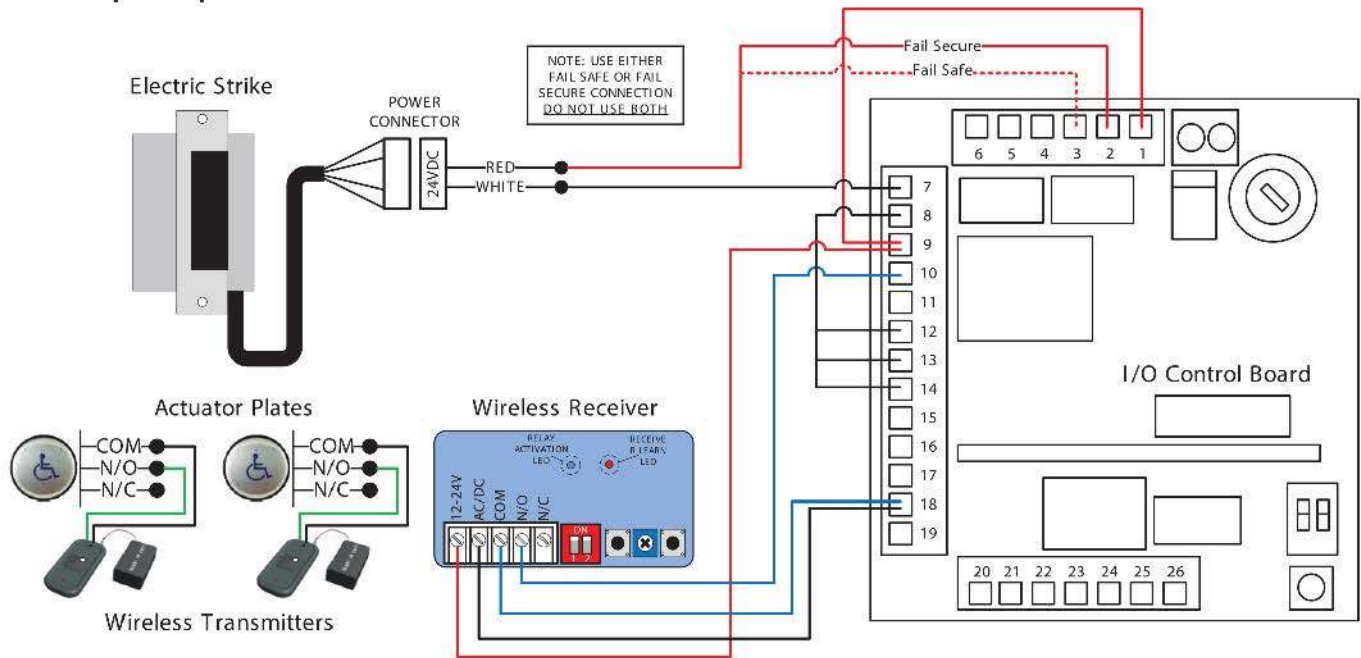 Electric Strike
POWER
CONNECTOR
24VDC
RED
WHITE
NOTE: USE EITHER
FAIL SAFE OR FAIL
SECURE CONNECTION
DO NOT USE BOTH
Fail Secure
Fail Safe
6 5 4 3 2 1
7
8
9
10
11
12
13
14
15
16
17
18
19
I/O Control Board
20 21 22 23 24 25 26
Actuator Plates
COM
N/O
N/C
COM
N/O
N/C
Wireless Transmitters
Wireless Receiver
RELAY
ACTIVATION
LED
RECEIVE
R LEARN
LED
12-24V
AC/DC
COM
N/O
N/C
ON
1 2